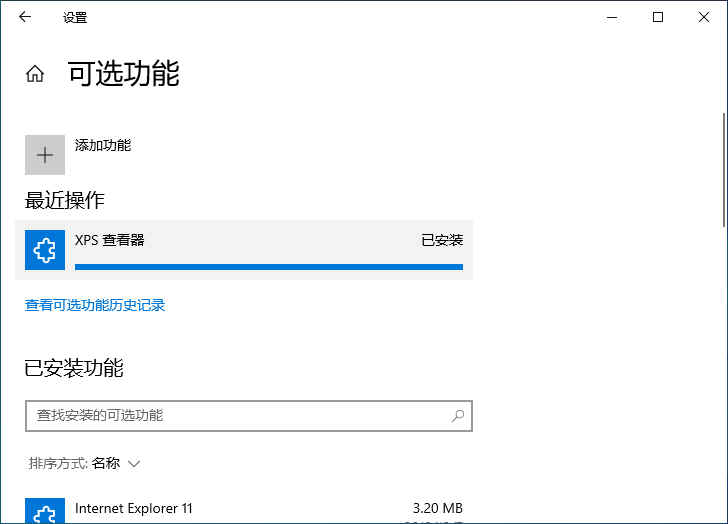 设置
可选功能
添加功能
最近操作
XPS 查看器 已安装
查看可选功能历史记录
已安装功能
查找安装的可选功能
排序方式: 名称
Internet Explorer 11 3.20 MB